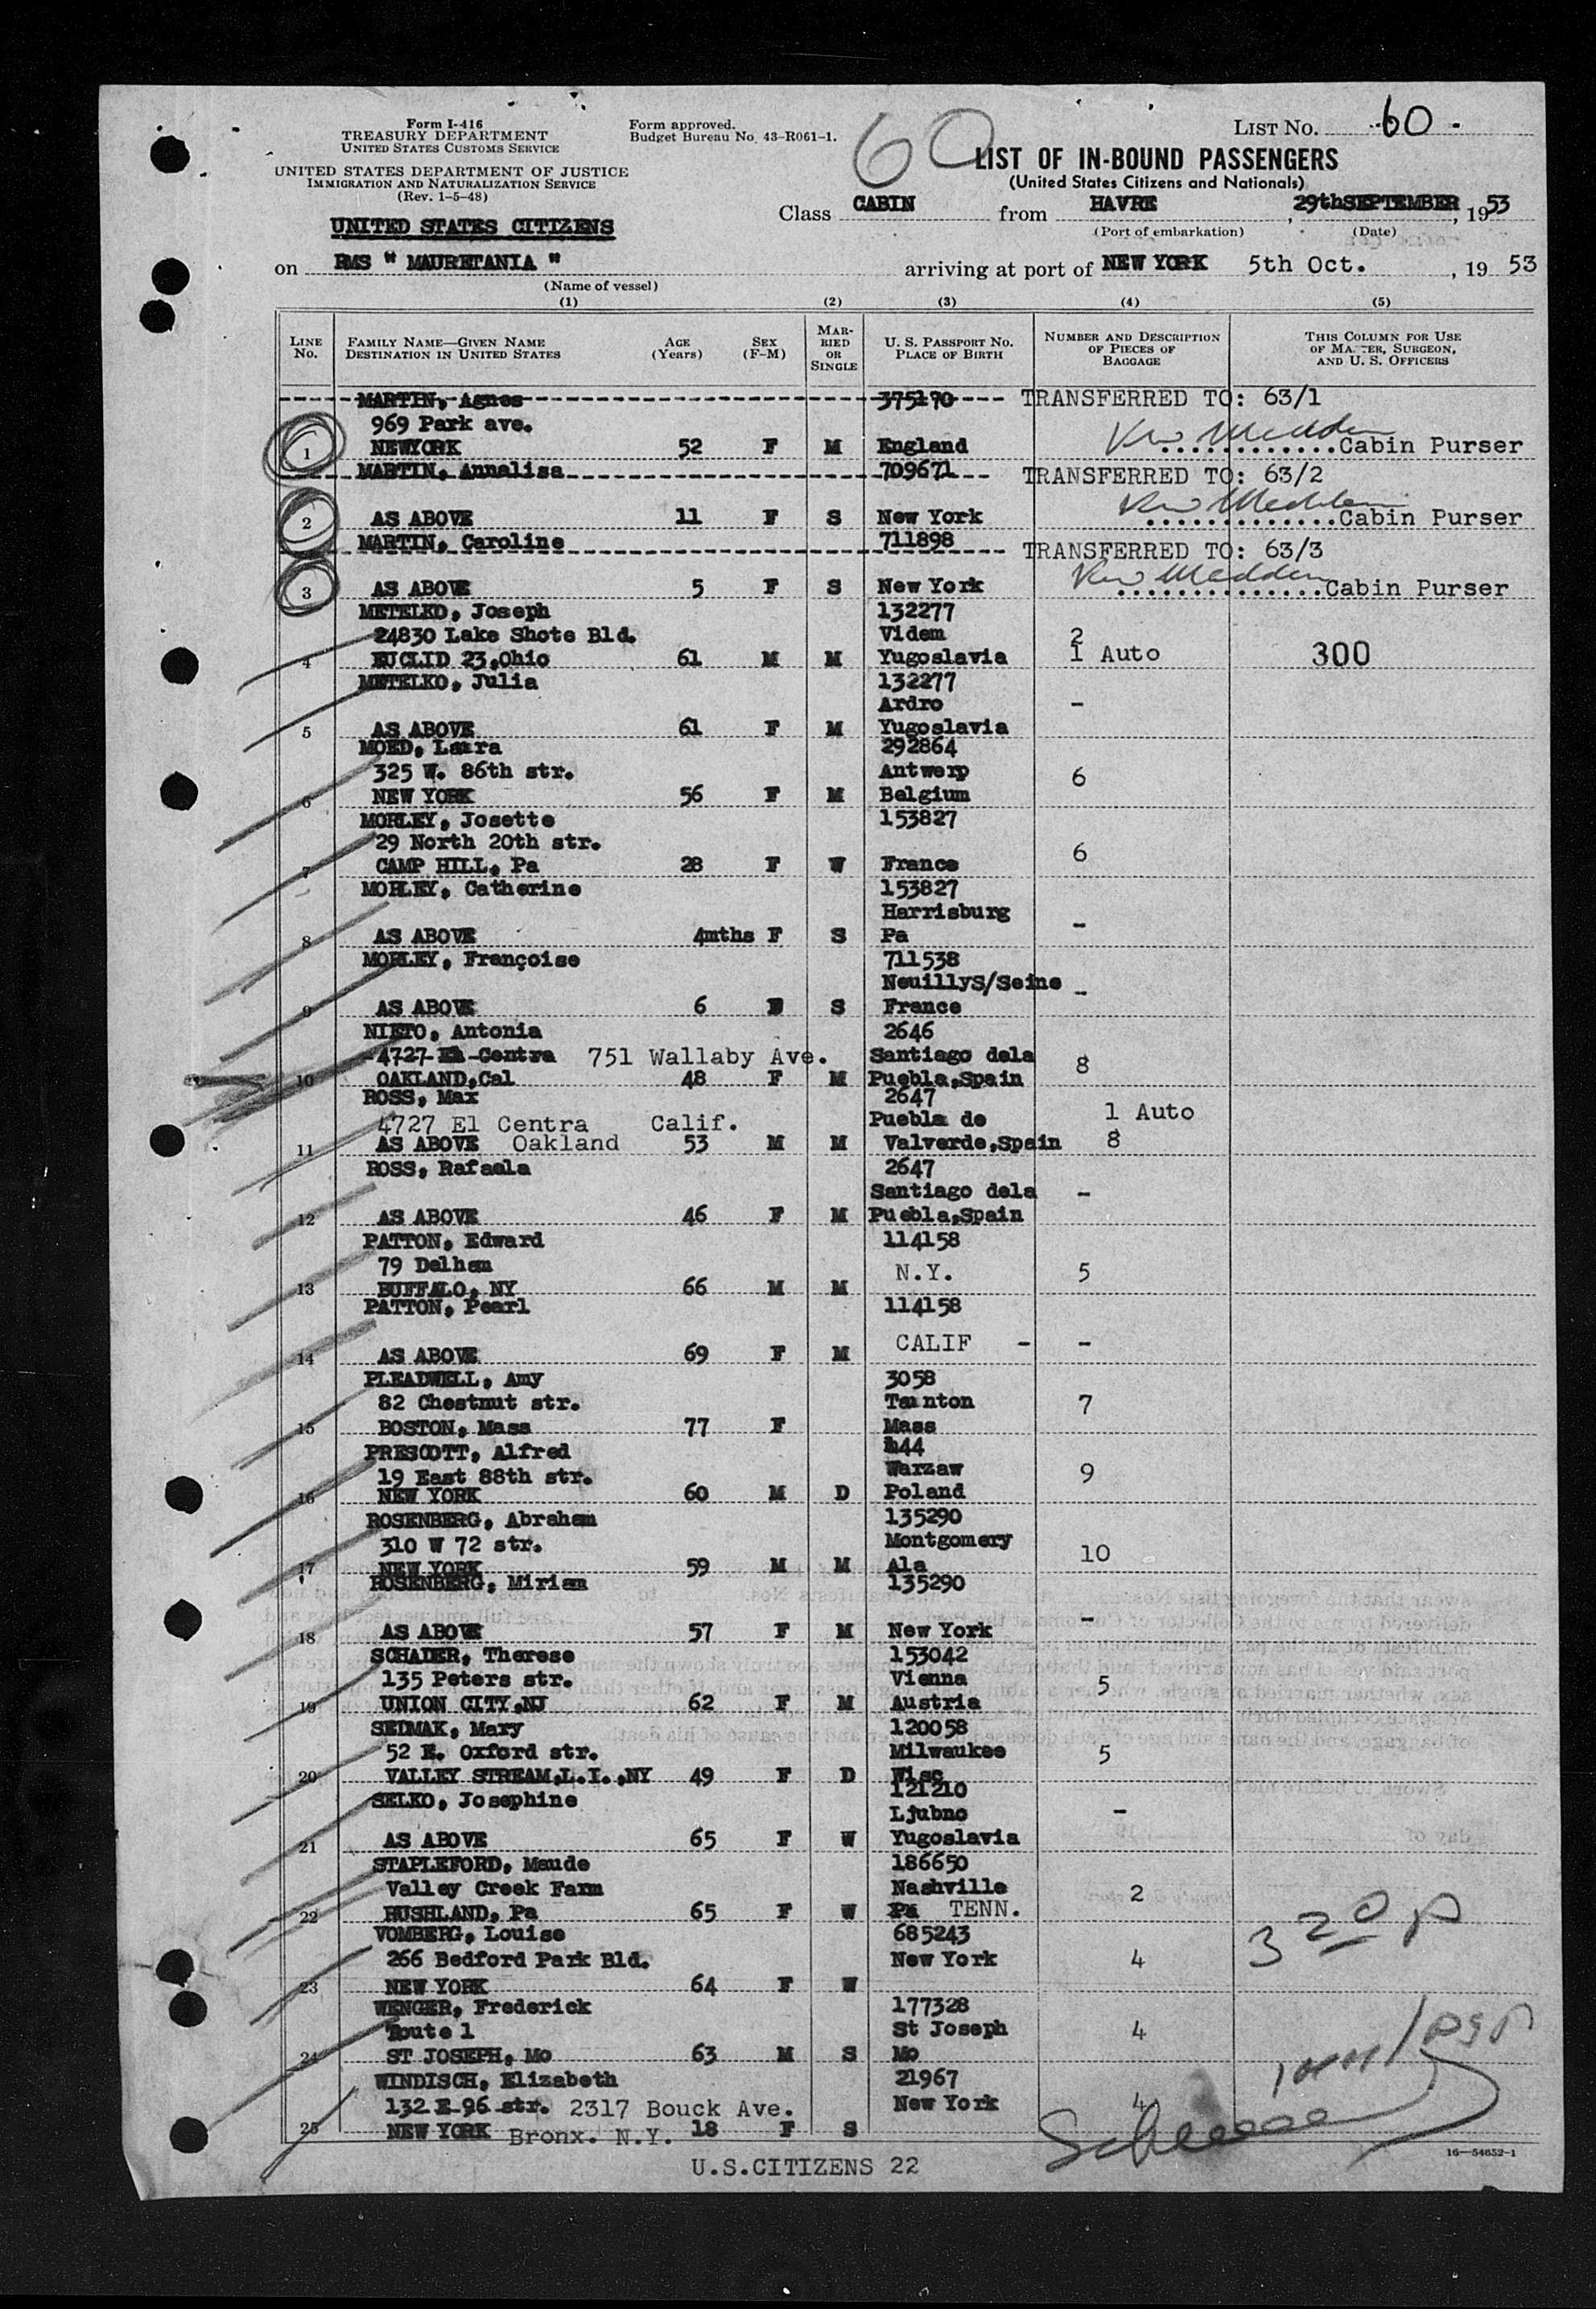 Form I-416
TREASURY DEPARTMENT
UNITED STATES CUSTOMS SERVICE
UNITED STATES DEPARTMENT OF JUSTICE
IMMIGRATION AND NATURALIZATION SERVICE
(Rev. 1-5-48)
Form approved.
Budget Bureau No. 43-R061-1.
60
LIST NO. 60.
LIST OF IN-BOUND PASSENGERS
(United States Citizens and Nationals)
UNITED STATES CITIZENS
Class CABIN from HAVRE, 29thSEPTEMBER, 1953
(Port of embarkation) (Date)
on RMS " MAURETANIA " arriving at port of NEW YORK 5th Oct., 19 53
(Name of vessel)
(1) (2) (3) (4) (5)
LINE NO. FAMILY NAME—GIVEN NAME DESTINATION IN UNITED STATES AGE (Years) SEX (F-M) MARRIED OR SINGLE U. S. PASSPORT NO. PLACE OF BIRTH NUMBER AND DESCRIPTION OF PIECES OF BAGGAGE THIS COLUMN FOR USE OF MASTER, SURGEON, AND U. S. OFFICERS
MARTIN, Agnes 375170 TRANSFERRED TO: 63/1
969 Park ave.
1 NEWYORK 52 F M England Cabin Purser
MARTIN, Annalisa 709671 TRANSFERRED TO: 63/2
2 AS ABOVE 11 F S New York Cabin Purser
MARTIN, Caroline 711898 TRANSFERRED TO: 63/3
3 AS ABOVE 5 F S New York Cabin Purser
METELKO, Joseph 132277
24830 Lake Shote Bld. Videm 2
4 EUCLID 23,Ohio 61 M M Yugoslavia 1 Auto 300
METELKO, Julia 132277
Ardro -
5 AS ABOVE 61 F M Yugoslavia
MOED, Laura 292864
325 W. 86th str. Antwerp 6
6 NEW YORK 56 F M Belgium
MORLEY, Josette 153827
29 North 20th str. 6
7 CAMP HILL, Pa 28 F W France
MORLEY, Catherine 153827
Harrisburg -
8 AS ABOVE 4mths F S Pa
MORLEY, Françoise 711538
NeuillyS/Seine -
9 AS ABOVE 6 S France
NIETO, Antonia 2646
4727 El Centra 751 Wallaby Ave. Santiago dela 8
10 OAKLAND,Cal 48 F M Puebla,Spain
ROSS, Max 2647
4727 El Centra Calif. Puebla de 1 Auto
11 AS ABOVE Oakland 53 M M Valverde,Spain 8
ROSS, Rafaela 2647
Santiago dela -
12 AS ABOVE 46 F M Puebla,Spain
PATTON, Edward 114158
79 Delham N.Y. 5
13 BUFFALO, NY 66 M M
PATTON, Pearl 114158
CALIF - -
14 AS ABOVE 69 F M
PLEADWELL, Amy 3058
82 Chestnut str. Taunton 7
15 BOSTON, Mass 77 F Mass
PRESCOTT, Alfred 144
19 East 88th str. Warzaw 9
16 NEW YORK 60 M D Poland
ROSENBERG, Abraham 135290
310 W 72 str. Montgomery 10
17 NEW YORK 59 M M Ala
ROSENBERG, Miriam 135290
-
18 AS ABOVE 57 F M New York
SCHADER, Therese 153042
135 Peters str. Vienna 5
19 UNION CITY,NJ 62 F M Austria
SEDMAK, Mary 120058
52 E. Oxford str. Milwaukee 5
20 VALLEY STREAM,L.I.,NY 49 F D Wisc
SELKO, Josephine 121210
Ljubno -
21 AS ABOVE 65 F W Yugoslavia
STAPLEFORD, Maude 186650
Valley Creek Farm Nashville 2
22 RUSHLAND, Pa 65 F W Pa TENN.
VOMBERG, Louise 685243
266 Bedford Park Bld. New York 4
23 NEW YORK 64 F W
WENGER, Frederick 177328
Route 1 St Joseph 4
24 ST JOSEPH, Mo 63 M S Mo
WINDISCH, Elizabeth 21967
132 E 96 str. 2317 Bouck Ave. New York 4
25 NEW YORK Bronx. N.Y. 18 F S
U.S.CITIZENS 22
16—54652-1